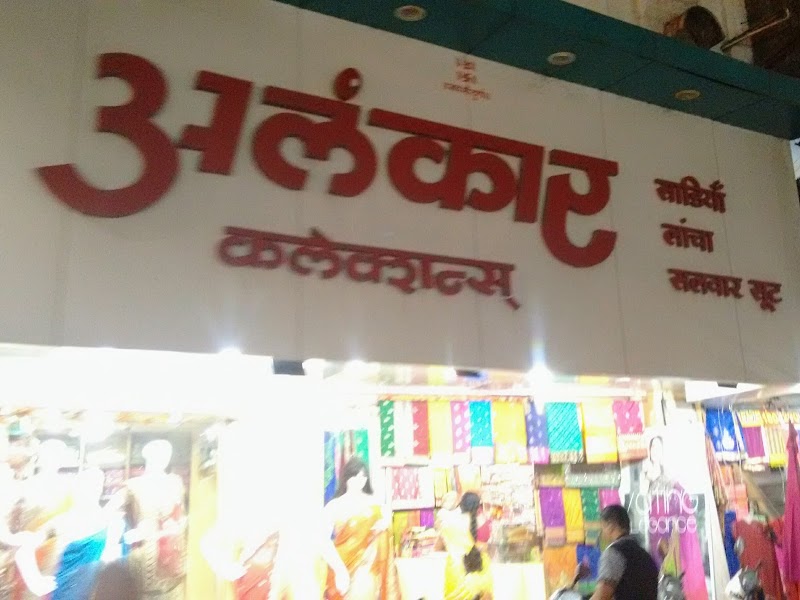 अलंकार
कलेक्शन्स्
साडियाँ
लांचा
सलवार सूट